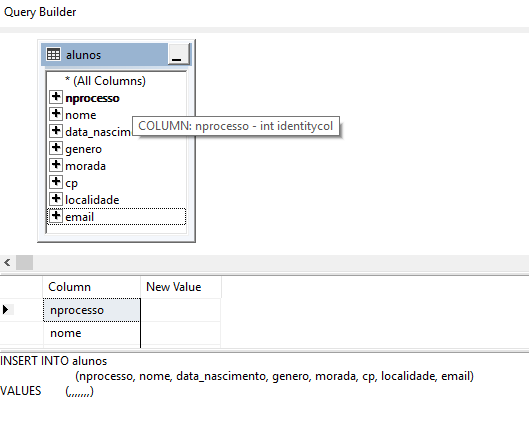 Query Builder
alunos
* (All Columns)
nprocesso
nome
data_nascim
COLUMN: nprocesso - int identitycol
genero
morada
cp
localidade
email
Column New Value
nprocesso
nome
INSERT INTO alunos
(nprocesso, nome, data_nascimento, genero, morada, cp, localidade, email)
VALUES (,,,,,,,)